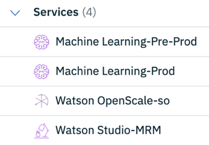 Services (4)
Machine Learning-Pre-Prod
Machine Learning-Prod
Watson OpenScale-so
Watson Studio-MRM